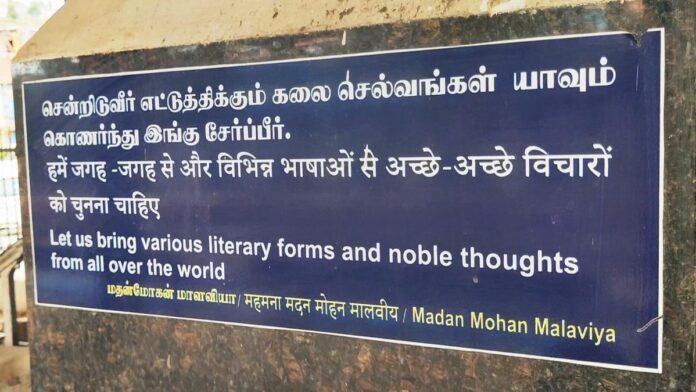 சென்றிடுவீர் எட்டுத்திக்கும் கலை செல்வங்கள் யாவும்
கொணர்ந்து இங்கு சேர்ப்பீர்.
हमें जगह -जगह से और विभिन्न भाषाओं से अच्छे-अच्छे विचारों
को चुनना चाहिए
Let us bring various literary forms and noble thoughts
from all over the world
மதன்மோகன் மாளவியா/ महमना मदन मोहन मालवीय / Madan Mohan Malaviya